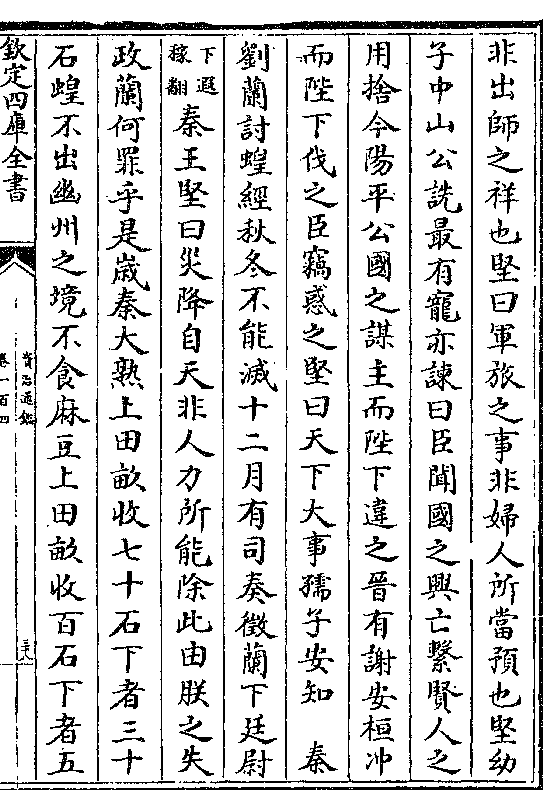 非出師之祥也堅曰軍旅之事非婦人所當預也堅幼
子中山公詵最有寵亦諫曰臣聞國之興亡繫賢人之
用捨今陽平公國之謀主而陛下違之晉有謝安桓沖
而陛下伐之臣竊惑之堅曰天下大事孺子安知　秦
劉蘭討蝗經秋冬不能滅十二月有司奏徵蘭下廷尉
下遐
稼翻
秦王堅曰災降自天非人力所能除此由朕之失
政蘭何罪乎是歲秦大熟上田畝收七十石下者三十
石蝗不出幽州之境不食麻豆上田畝收百石下者五
欽定四庫全書
資治通鑑
卷一百四